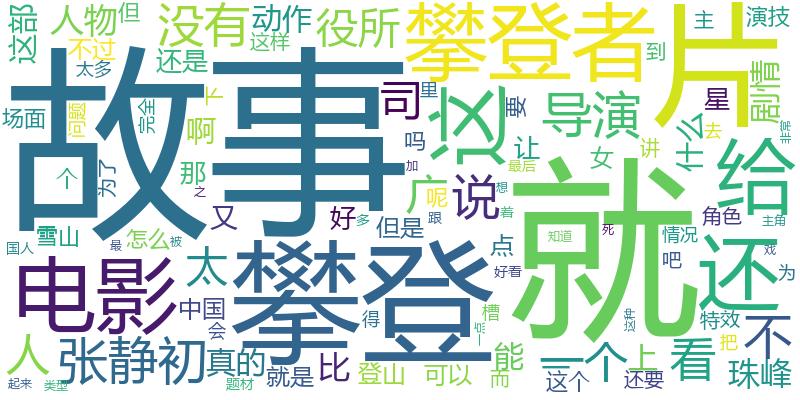 这部
人物
但
没有
动作
役所
攀登者
片
主
演技
不过
还是
这样
到
太多
司
里
要
星
剧情
场面
问题
完全
下
啊
故事
这
导演
什么
去
非常
吗
让
女
讲
个
为了
那
广
呢
说
最后
给
之
加
想
雪山
怎么
又
好
多
但是
跟
着
点
就
死
角色
主角
国人
最
被
电影
太
攀登
好看
知道
情况
戏
还
吧
为
中国
会
得
槽
一点
这种
特效
把
不
人
张静初
真的
就是
比
登山
可以
而
能
一个
上
看
珠峰
起来
类型
题材
这个
还要